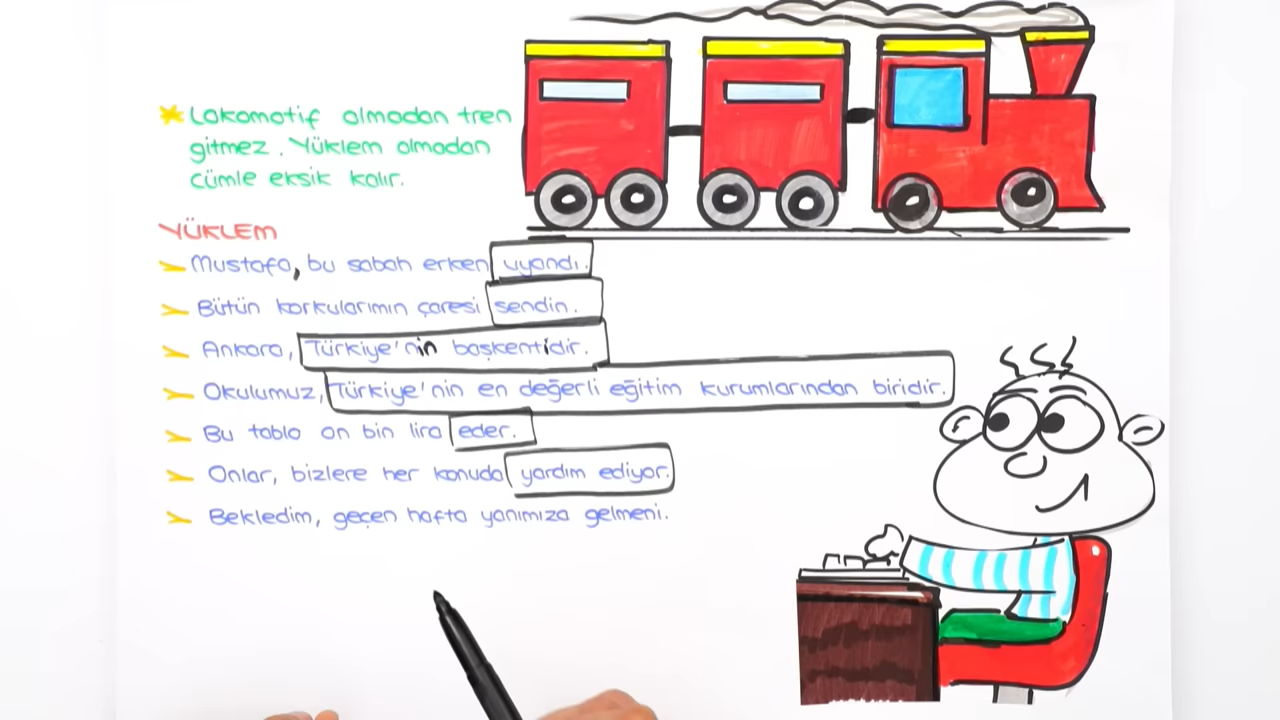 Lokomotif olmadan tren
gitmez. Yüklem olmadan
cümle eksik kalır.
YÜKLEM
Mustafa, bu sabah erken uyandı.
Bütün korkularımın çaresi sendin.
Ankara, Türkiye'nin başkentidir.
Okulumuz, Türkiye'nin en değerli eğitim kurumlarından biridir.
Bu tablo on bin lira eder.
Onlar, bizlere her konuda yardım ediyor.
Bekledim, geçen hafta yanımıza gelmeni.